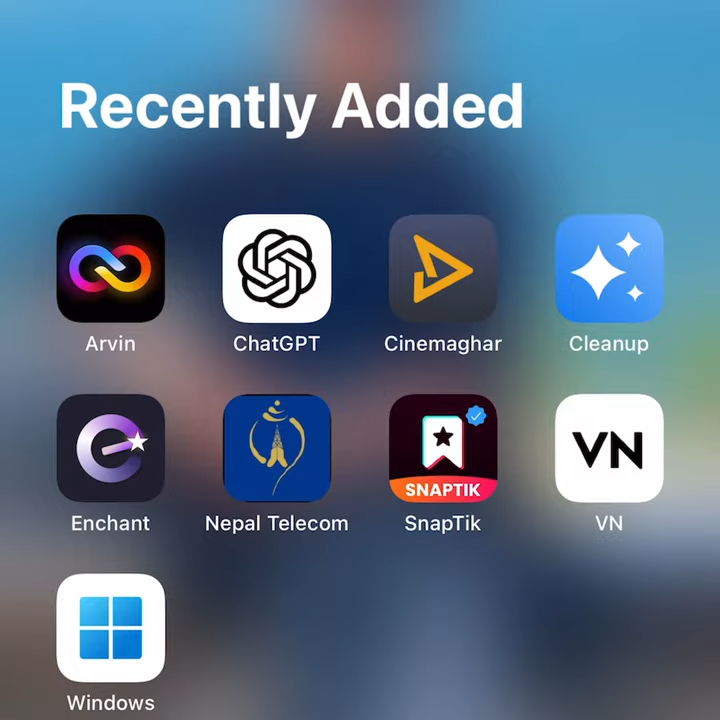 Recently Added
Arvin
ChatGPT
Cinemaghar
Cleanup
SNAPTIK
VN
Enchant
Nepal Telecom
SnapTik
VN
Windows